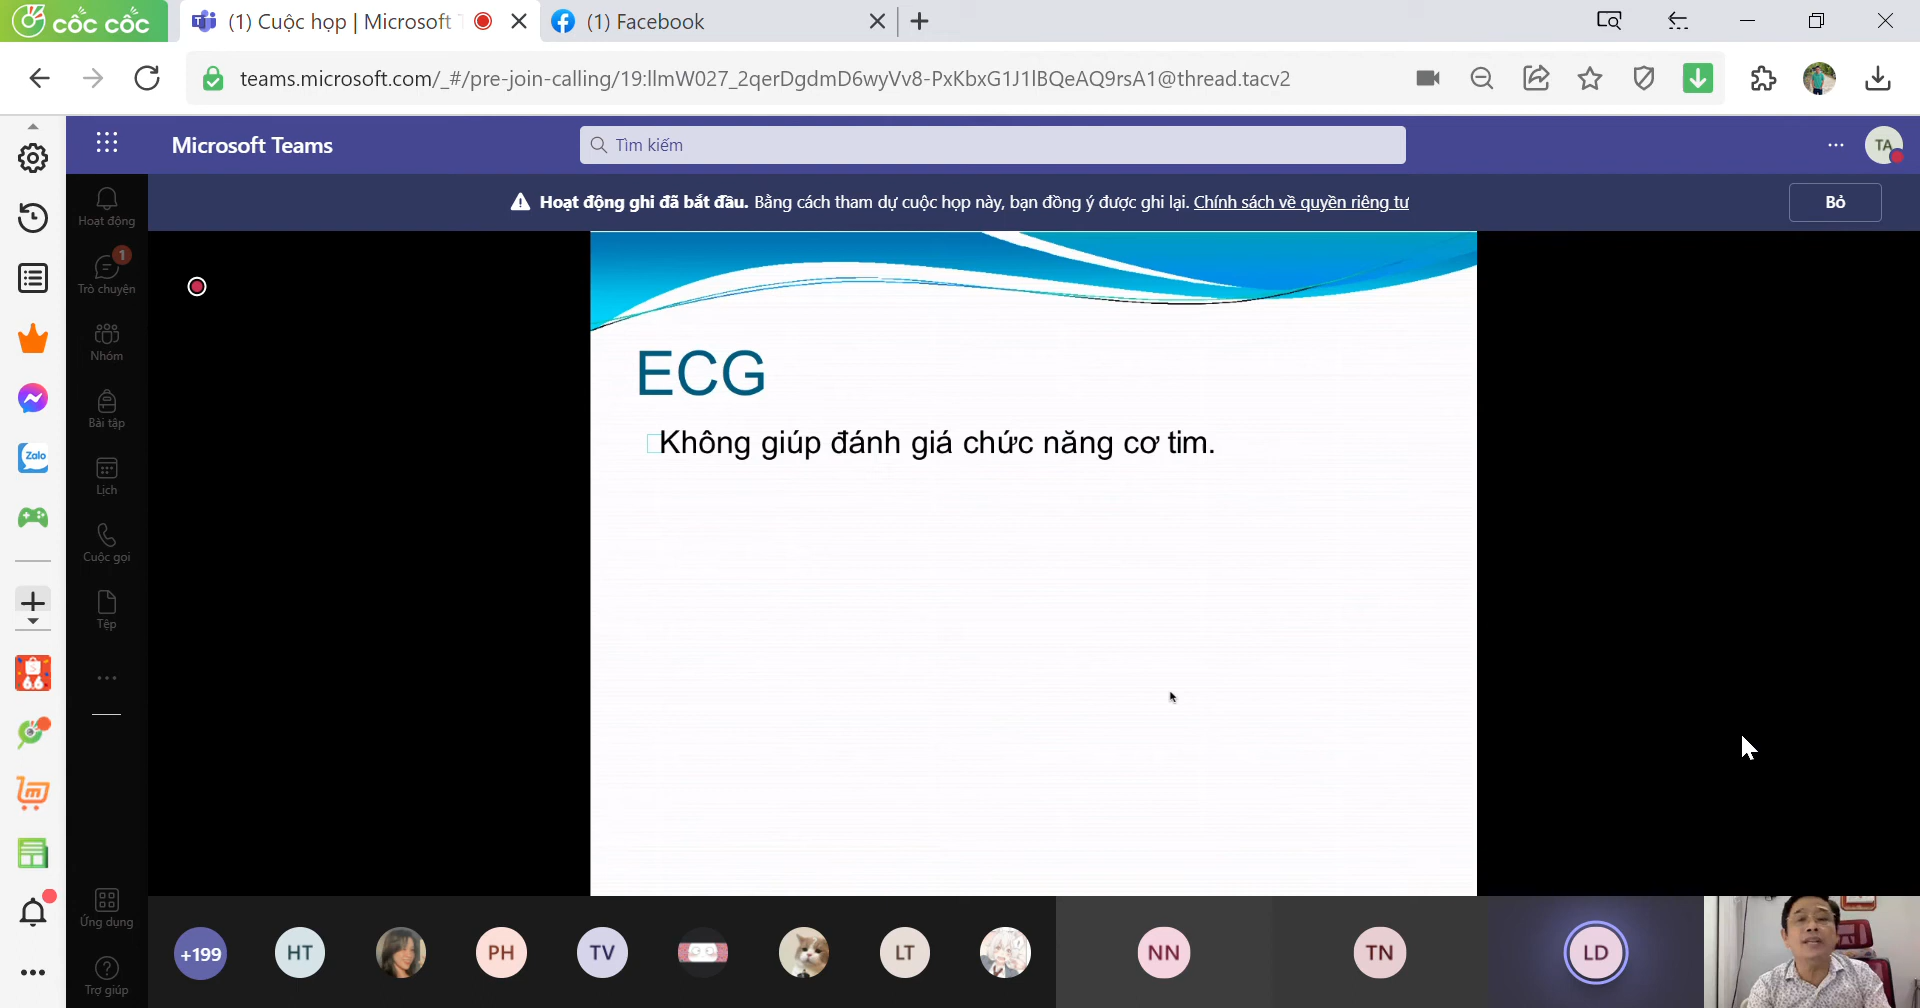 cốc cốc
(1) Cuộc họp | Microsoft T
(1) Facebook
teams.microsoft.com/_#/pre-join-calling/19:llmW027_2qerDgdmD6wyVv8-PxKbxG1J1lBQeAQ9rsA1@thread.tacv2
Microsoft Teams
Tìm kiếm
TA
Hoạt động ghi đã bắt đầu. Bằng cách tham dự cuộc họp này, bạn đồng ý được ghi lại. Chính sách về quyền riêng tư
Bỏ
Hoạt động
1
Trò chuyện
Nhóm
Bài tập
Lịch
Cuộc gọi
Tệp
Ứng dụng
Trợ giúp
Zalo
6.6
ECG
Không giúp đánh giá chức năng cơ tim.
+199
HT
PH
TV
LT
NN
TN
LD